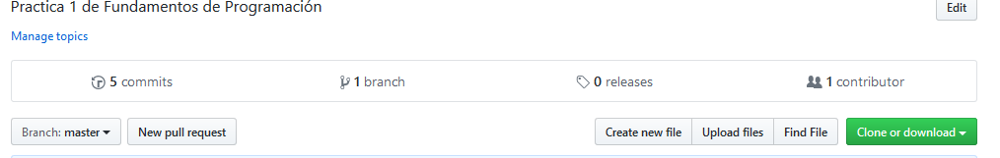 Practica 1 de Fundamentos de Programación
Edit
Manage topics
5 commits
1 branch
0 releases
1 contributor
Branch: master
New pull request
Create new file
Upload files
Find File
Clone or download